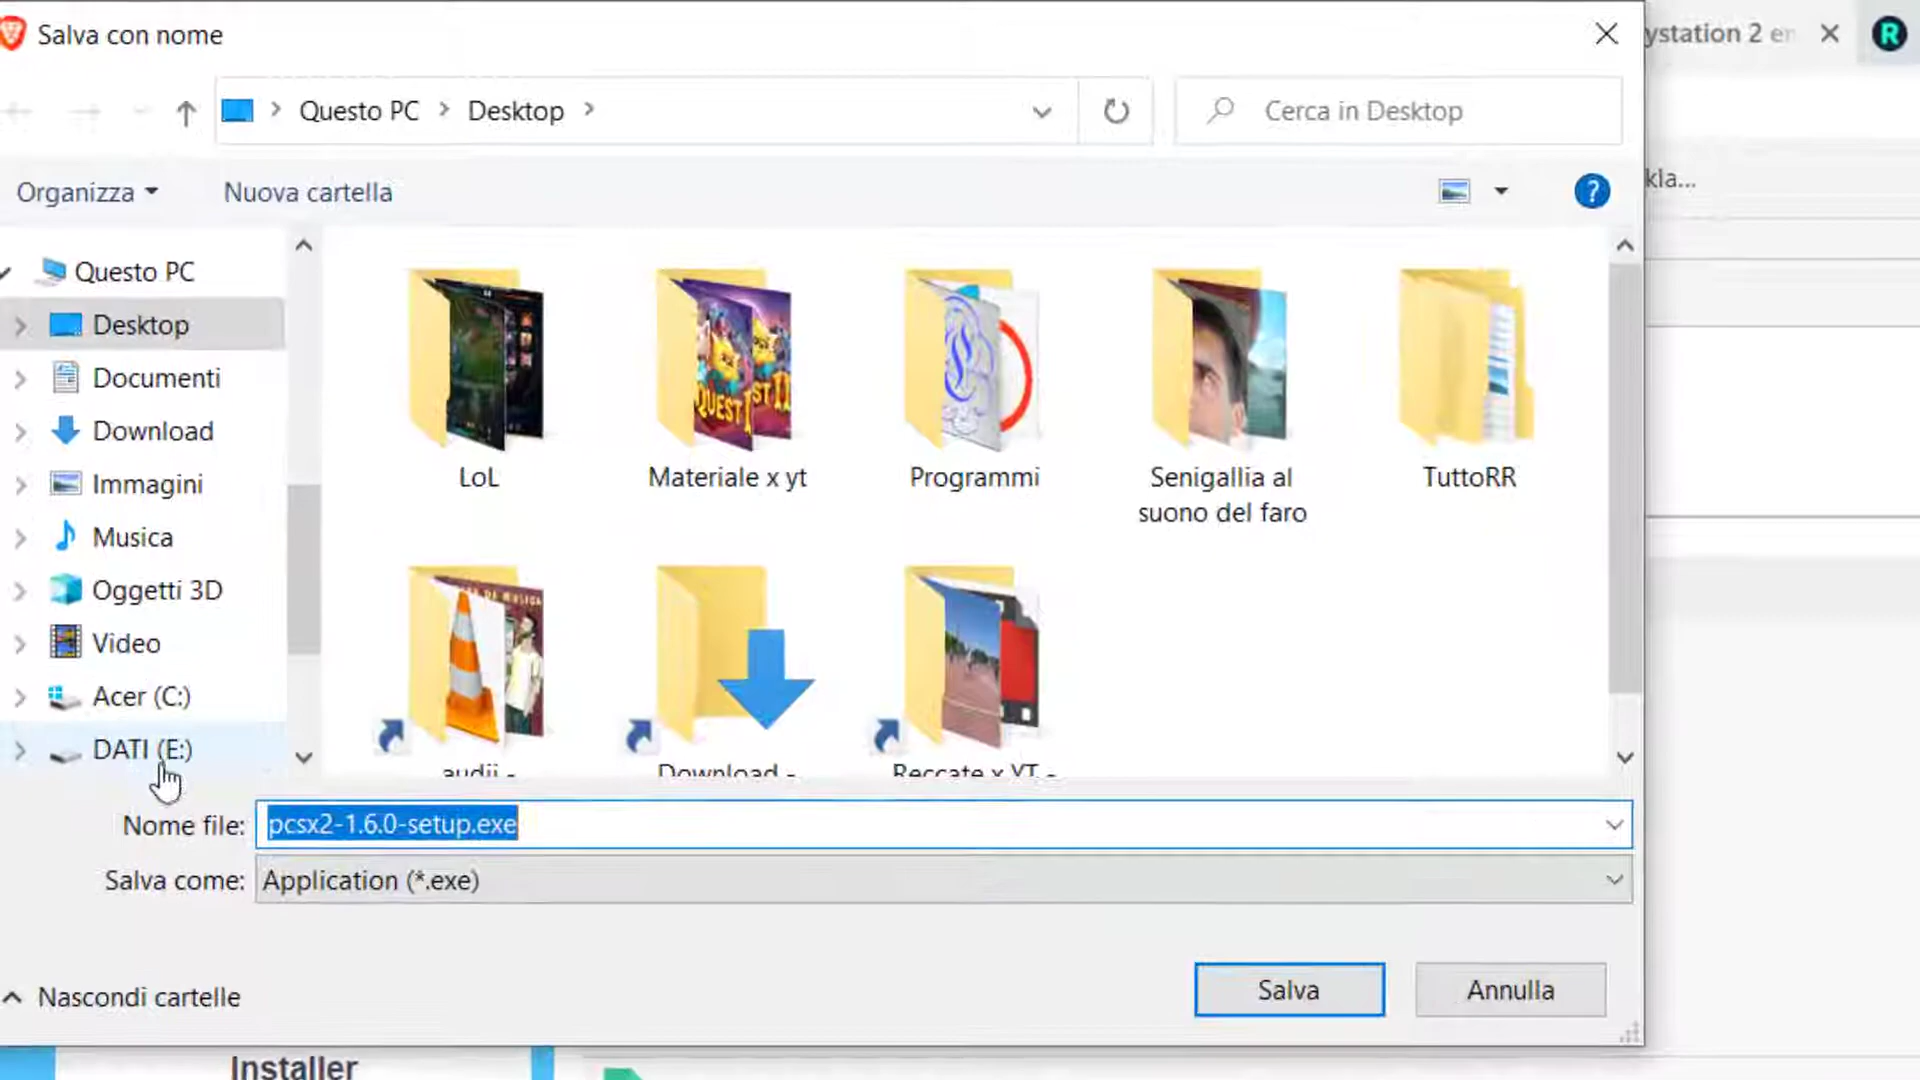 Salva con nome
ystation 2 en
R
Questo PC > Desktop >
Cerca in Desktop
Organizza
Nuova cartella
?
kla...
Questo PC
Desktop
Documenti
Download
Immagini
Musica
Oggetti 3D
Video
Acer (C:)
DATI (E:)
QUEST
LoL
Materiale x yt
Programmi
Senigallia al
suono del faro
TuttoRR
audii -
Download -
Reccate x YT -
Nome file:
pcsx2-1.6.0-setup.exe
Salva come:
Application (*.exe)
Nascondi cartelle
Salva
Annulla
Installer